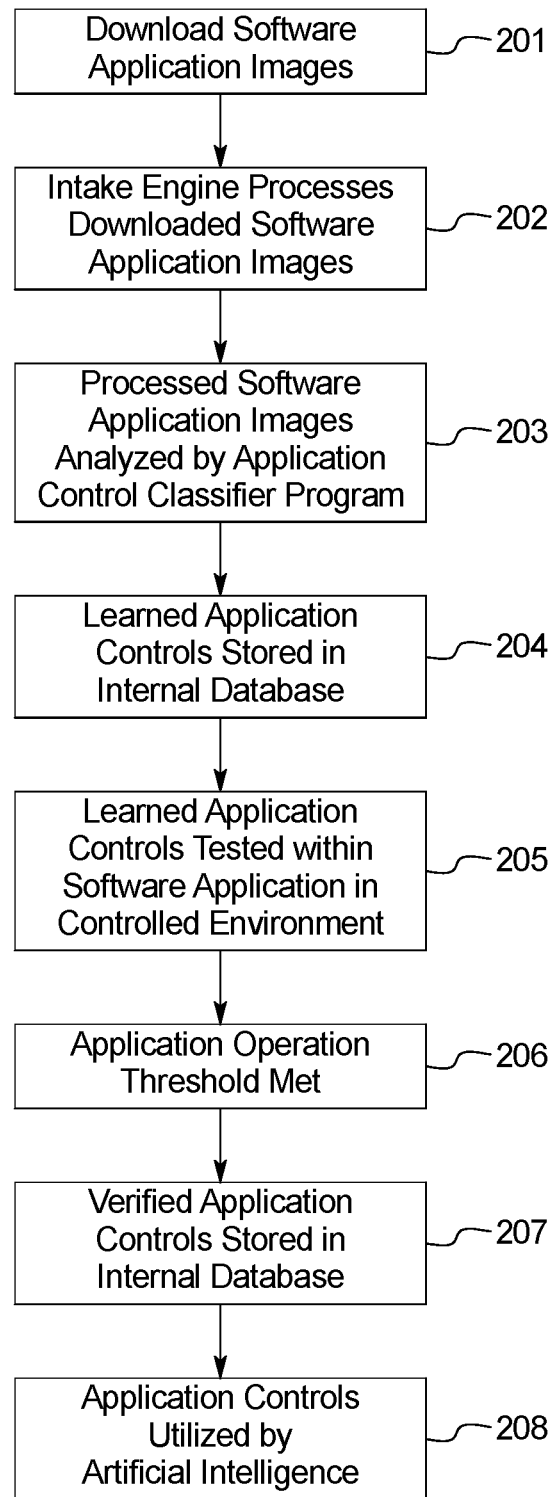 Download Software
Application Images
201
Intake Engine Processes
Downloaded Software
Application Images
202
Processed Software
Application Images
Analyzed by Application
Control Classifier Program
203
Learned Application
Controls Stored in
Internal Database
204
Learned Application
Controls Tested within
Software Application in
Controlled Environment
205
Application Operation
Threshold Met
206
Verified Application
Controls Stored in
Internal Database
207
Application Controls
Utilized by
Artificial Intelligence
208